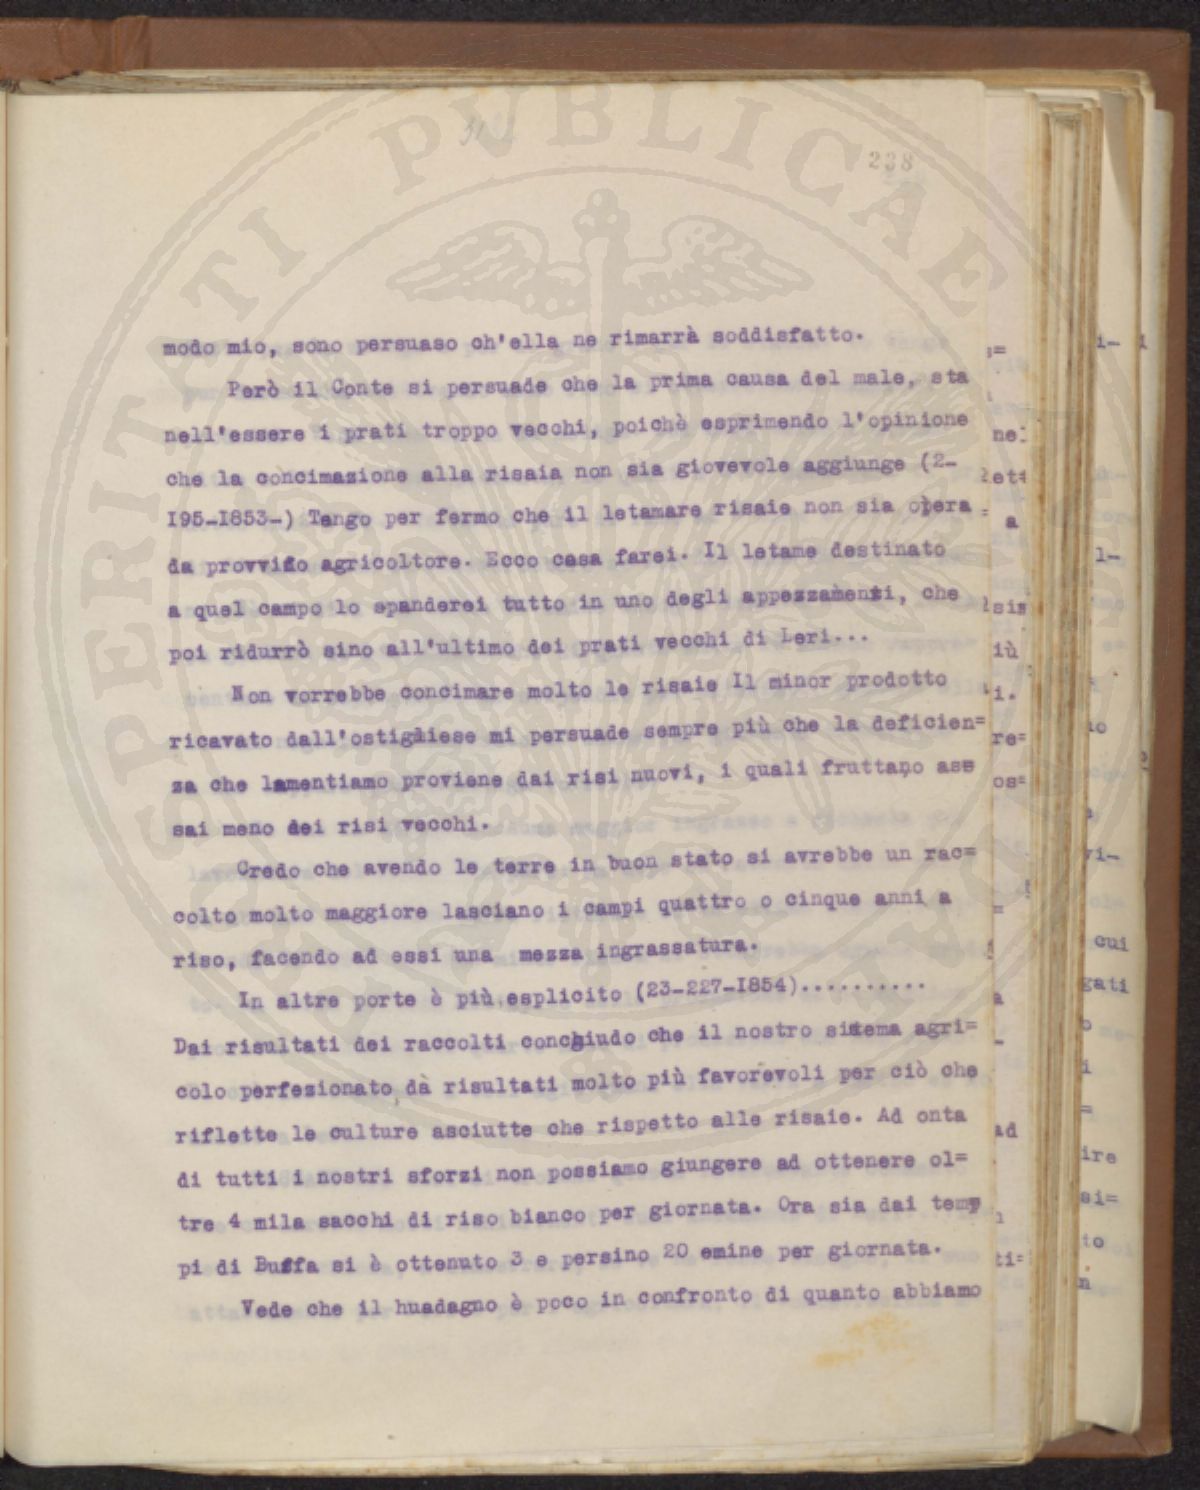 238
modo mio, sono persuaso ch'ella ne rimarrà soddisfatto.
Però il Conte si persuade che la prima causa del male, sta
nell'essere i prati troppo vecchi, poichè esprimendo l'opinione
che la concimazione alla risaia non sia giovevole aggiunge (2-
I95-I853-) Tengo per fermo che il letamare risaie non sia opera
da provvido agricoltore. Ecco cosa farei. Il letame destinato
a quel campo lo spanderei tutto in uno degli appezzamenti, che
poi ridurrò sino all'ultimo dei prati vecchi di Leri...
Non vorrebbe concimare molto le risaie Il minor prodotto
ricavato dall'ostigliese mi persuade sempre più che la deficien=
za che lamentiamo proviene dai risi nuovi, i quali fruttano as=
sai meno dei risi vecchi.
Credo che avendo le terre in buon stato si avrebbe un rac=
colto molto maggiore lasciano i campi quattro o cinque anni a
riso, facendo ad essi una mezza ingrassatura.
In altre porte è più esplicito (23-227-I854)..........
Dai risultati dei raccolti conchiudo che il nostro sistema agri=
colo perfezionato dà risultati molto più favorevoli per ciò che
riflette le culture asciutte che rispetto alle risaie. Ad onta
di tutti i nostri sforzi non possiamo giungere ad ottenere ol=
tre 4 mila sacchi di riso bianco per giornata. Ora sia dai tem=
pi di Buffa si è ottenuto 3 e persino 20 emine per giornata.
Vede che il huadagno è poco in confronto di quanto abbiamo
SPERITATI PUBLICAE